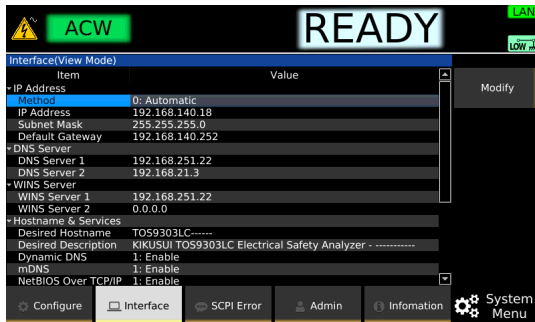 ACW
READY
LAN
LOW
Interface(View Mode)
Item Value
IP Address
Method 0: Automatic
IP Address 192.168.140.18
Subnet Mask 255.255.255.0
Default Gateway 192.168.140.252
DNS Server
DNS Server 1 192.168.251.22
DNS Server 2 192.168.21.3
WINS Server
WINS Server 1 192.168.251.22
WINS Server 2 0.0.0.0
Hostname & Services
Desired Hostname TOS9303LC------
Desired Description KIKUSUI TOS9303LC Electrical Safety Analyzer - -----------
Dynamic DNS 1: Enable
mDNS 1: Enable
NetBIOS Over TCP/IP 1: Enable
Modify
Configure Interface SCPI Error Admin Infomation System Menu